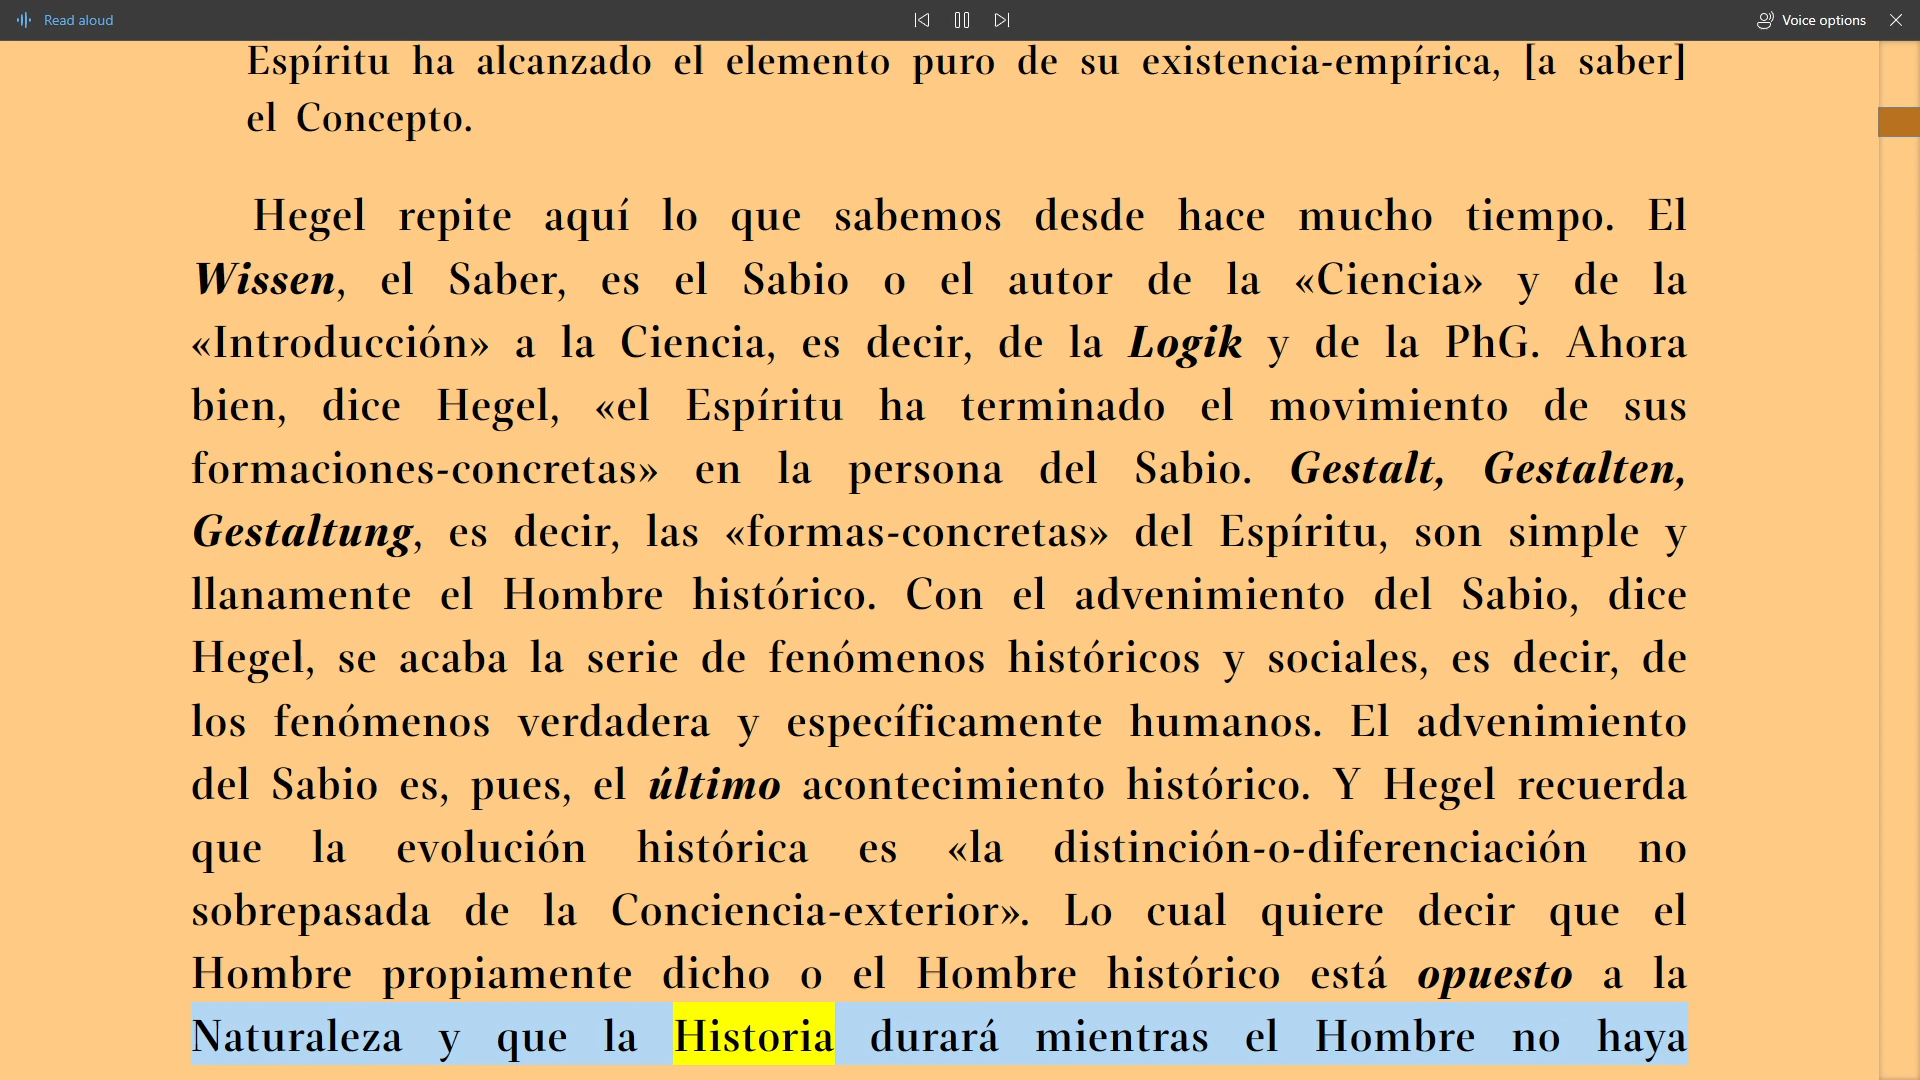 Read aloud
Voice options
Espíritu ha alcanzado el elemento puro de su existencia-empírica, [a saber]
el Concepto.
Hegel repite aquí lo que sabemos desde hace mucho tiempo. El
Wissen, el Saber, es el Sabio o el autor de la «Ciencia» y de la
«Introducción» a la Ciencia, es decir, de la Logik y de la PhG. Ahora
bien, dice Hegel, «el Espíritu ha terminado el movimiento de sus
formaciones-concretas» en la persona del Sabio. Gestalt, Gestalten,
Gestaltung, es decir, las «formas-concretas» del Espíritu, son simple y
llanamente el Hombre histórico. Con el advenimiento del Sabio, dice
Hegel, se acaba la serie de fenómenos históricos y sociales, es decir, de
los fenómenos verdadera y específicamente humanos. El advenimiento
del Sabio es, pues, el último acontecimiento histórico. Y Hegel recuerda
que la evolución histórica es «la distinción-o-diferenciación no
sobrepasada de la Conciencia-exterior». Lo cual quiere decir que el
Hombre propiamente dicho o el Hombre histórico está opuesto a la
Naturaleza y que la Historia durará mientras el Hombre no haya